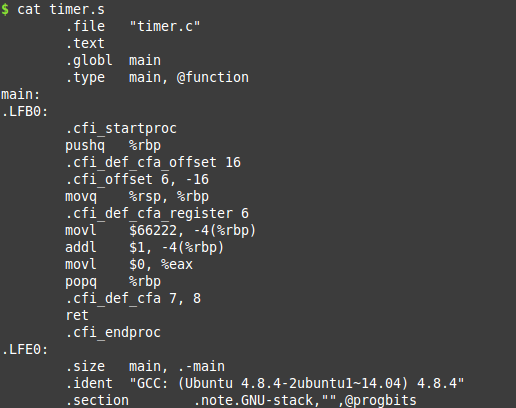 $ cat timer.s
        .file   "timer.c"
        .text
        .globl  main
        .type   main, @function
main:
.LFB0:
        .cfi_startproc
        pushq   %rbp
        .cfi_def_cfa_offset 16
        .cfi_offset 6, -16
        movq    %rsp, %rbp
        .cfi_def_cfa_register 6
        movl    $66222, -4(%rbp)
        addl    $1, -4(%rbp)
        movl    $0, %eax
        popq    %rbp
        .cfi_def_cfa 7, 8
        ret
        .cfi_endproc
.LFE0:
        .size   main, .-main
        .ident  "GCC: (Ubuntu 4.8.4-2ubuntu1~14.04) 4.8.4"
        .section        .note.GNU-stack,"",@progbits